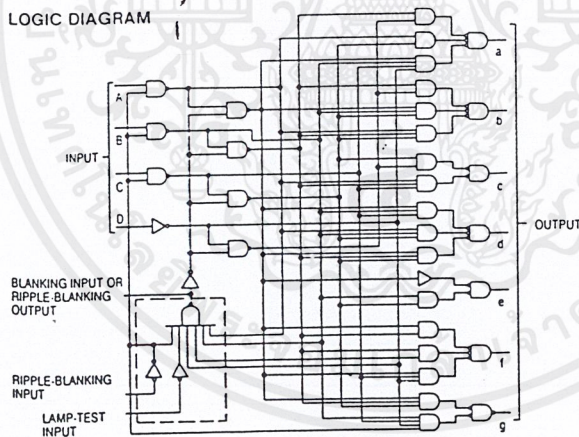 LOGIC DIAGRAM
A
B
INPUT
C
D
BLANKING INPUT OR
RIPPLE-BLANKING
OUTPUT
RIPPLE-BLANKING
INPUT
LAMP-TEST
INPUT
a
b
c
d
OUTPUT
e
f
g